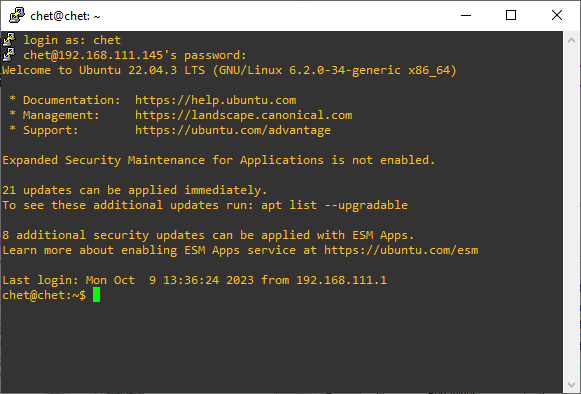 chet@chet: ~
login as: chet
chet@192.168.111.145's password:
Welcome to Ubuntu 22.04.3 LTS (GNU/Linux 6.2.0-34-generic x86_64)
* Documentation:  https://help.ubuntu.com
* Management:     https://landscape.canonical.com
* Support:        https://ubuntu.com/advantage
Expanded Security Maintenance for Applications is not enabled.
21 updates can be applied immediately.
To see these additional updates run: apt list --upgradable
8 additional security updates can be applied with ESM Apps.
Learn more about enabling ESM Apps service at https://ubuntu.com/esm
Last login: Mon Oct  9 13:36:24 2023 from 192.168.111.1
chet@chet:~$